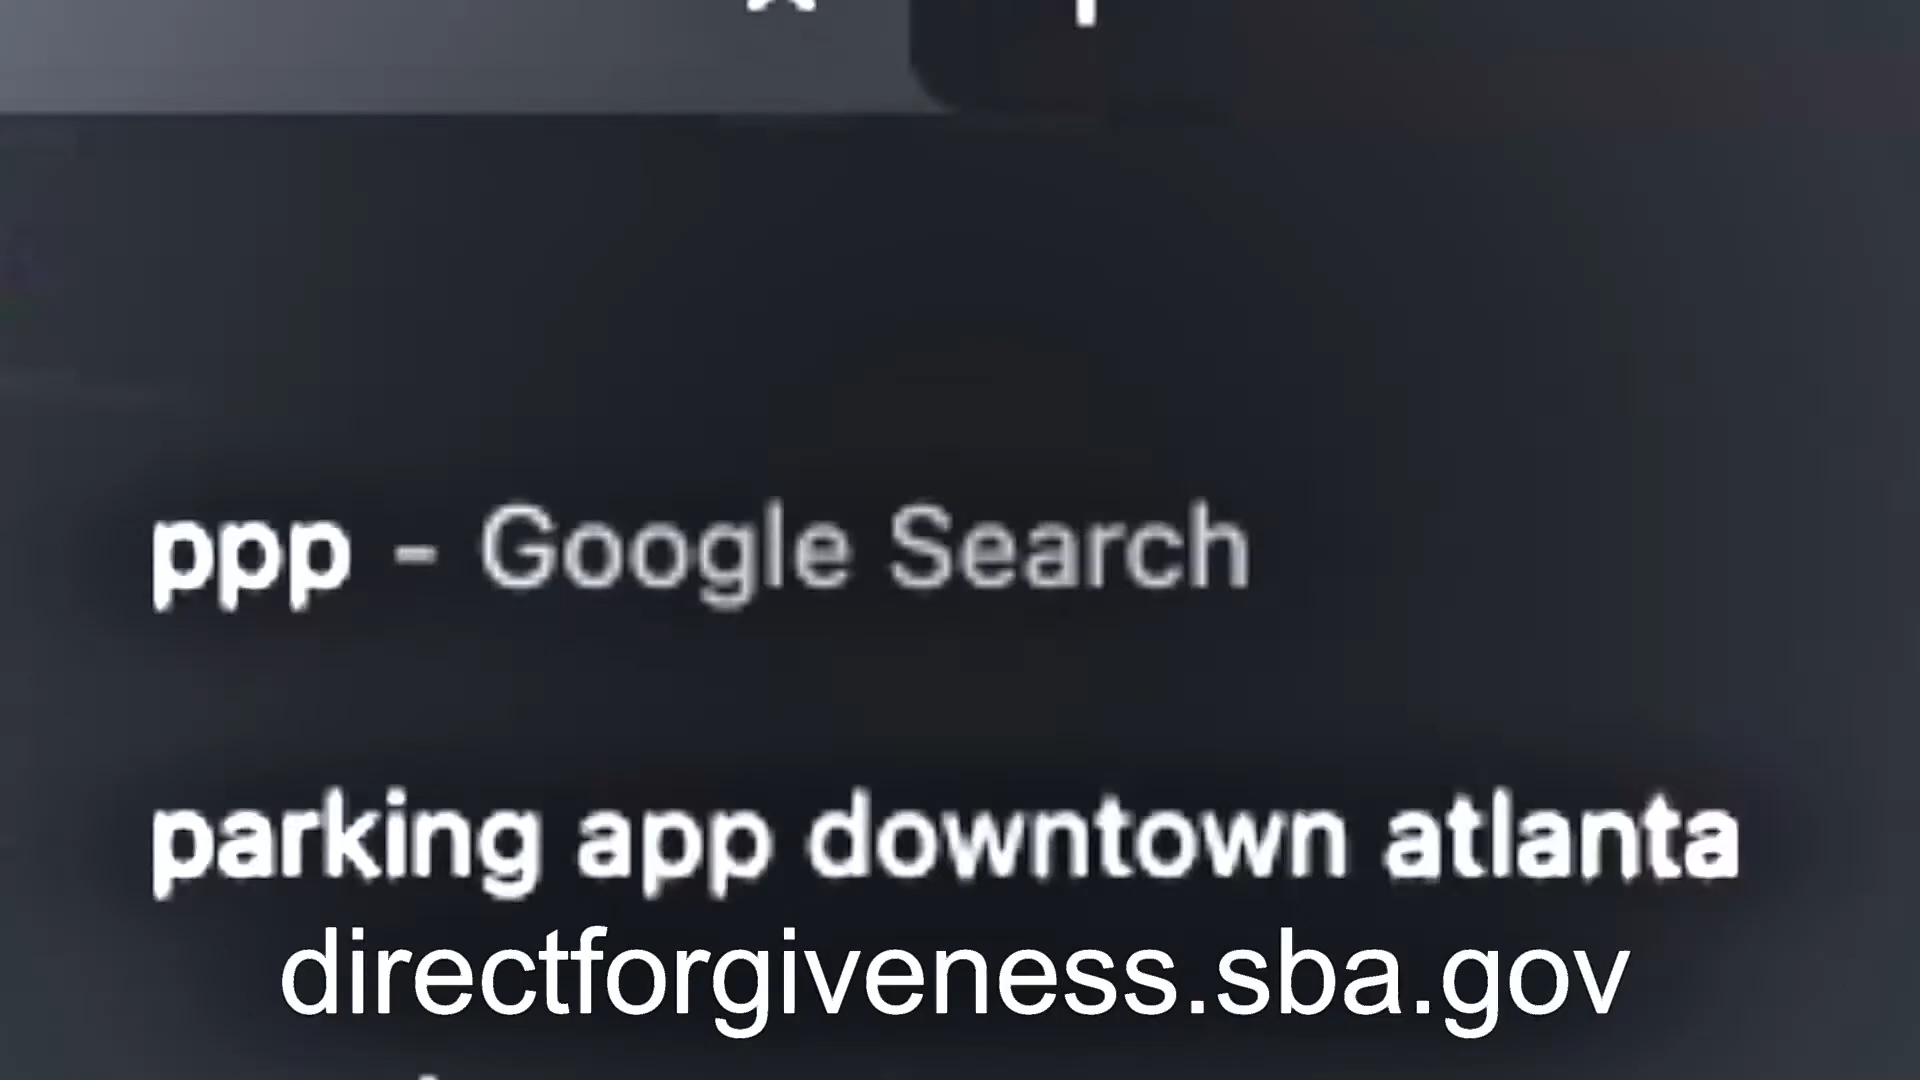 ppp - Google Search
parking app downtown atlanta
directforgiveness.sba.gov